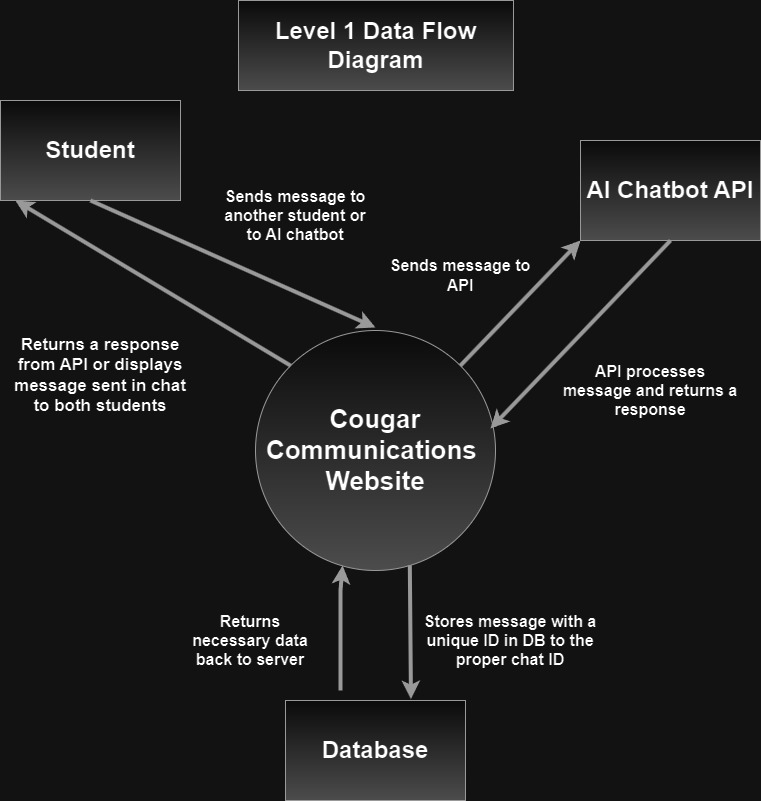 Level 1 Data Flow
Diagram
Student
AI Chatbot API
Sends message to
another student or
to AI chatbot
Sends message to
API
Returns a response
from API or displays
message sent in chat
to both students
API processes
message and returns a
response
Cougar
Communications
Website
Returns
necessary data
back to server
Stores message with a
unique ID in DB to the
proper chat ID
Database